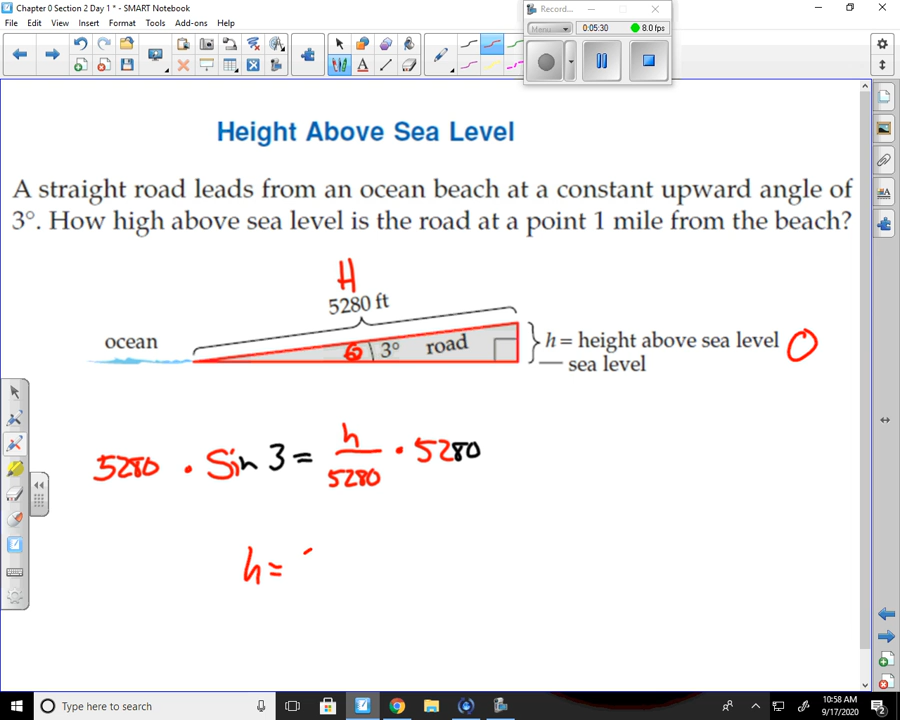 Chapter 0 Section 2 Day 1 * - SMART Notebook
Record...
File Edit View Insert Format Tools Add-ons Help
Menu
0:05:30
8.0 fps
Height Above Sea Level
A straight road leads from an ocean beach at a constant upward angle of
3°. How high above sea level is the road at a point 1 mile from the beach?
H
5280 ft
ocean
θ 3° road
h = height above sea level O
sea level
5280 · Sin 3 = h/5280 · 5280
h =
Type here to search
10:58 AM
9/17/2020
2